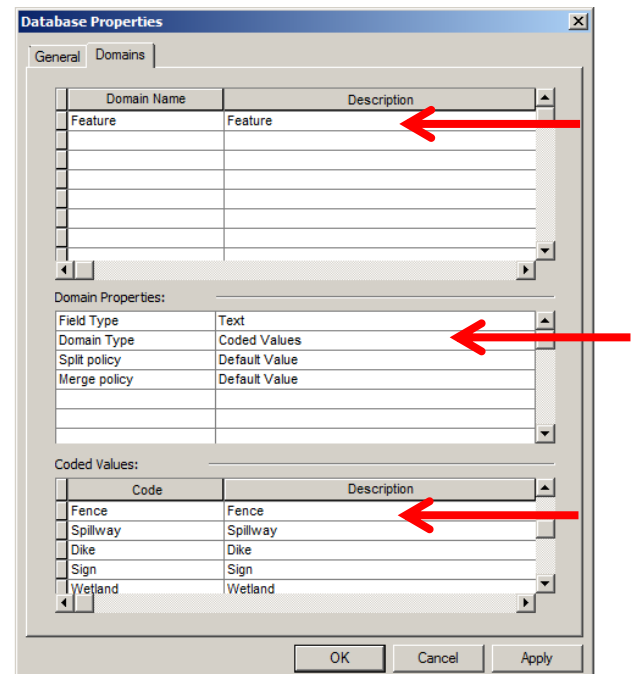 Database Properties
General Domains
Domain Name Description
Feature Feature
Domain Properties:
Field Type Text
Domain Type Coded Values
Split policy Default Value
Merge policy Default Value
Coded Values:
Code Description
Fence Fence
Spillway Spillway
Dike Dike
Sign Sign
Wetland Wetland
OK Cancel Apply